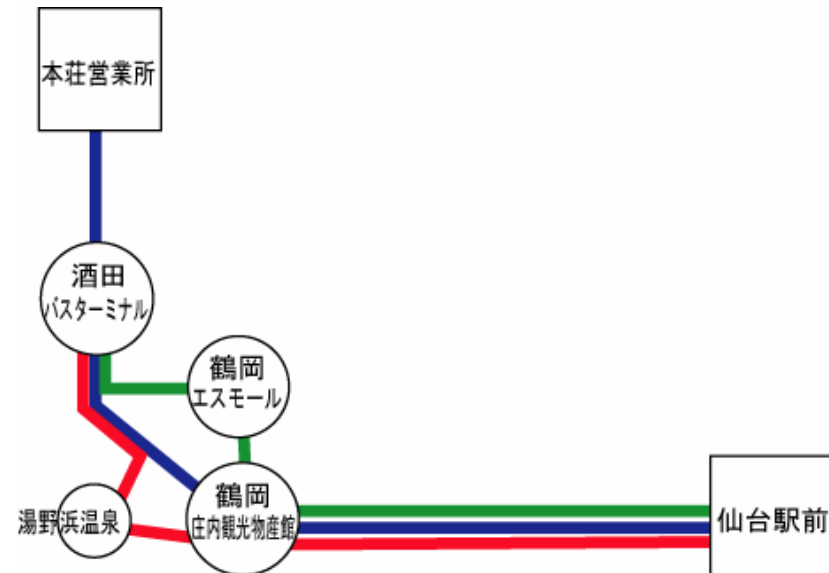 本荘営業所
酒田
バスターミナル
鶴岡
エスモール
鶴岡
庄内観光物産館
湯野浜温泉
仙台駅前